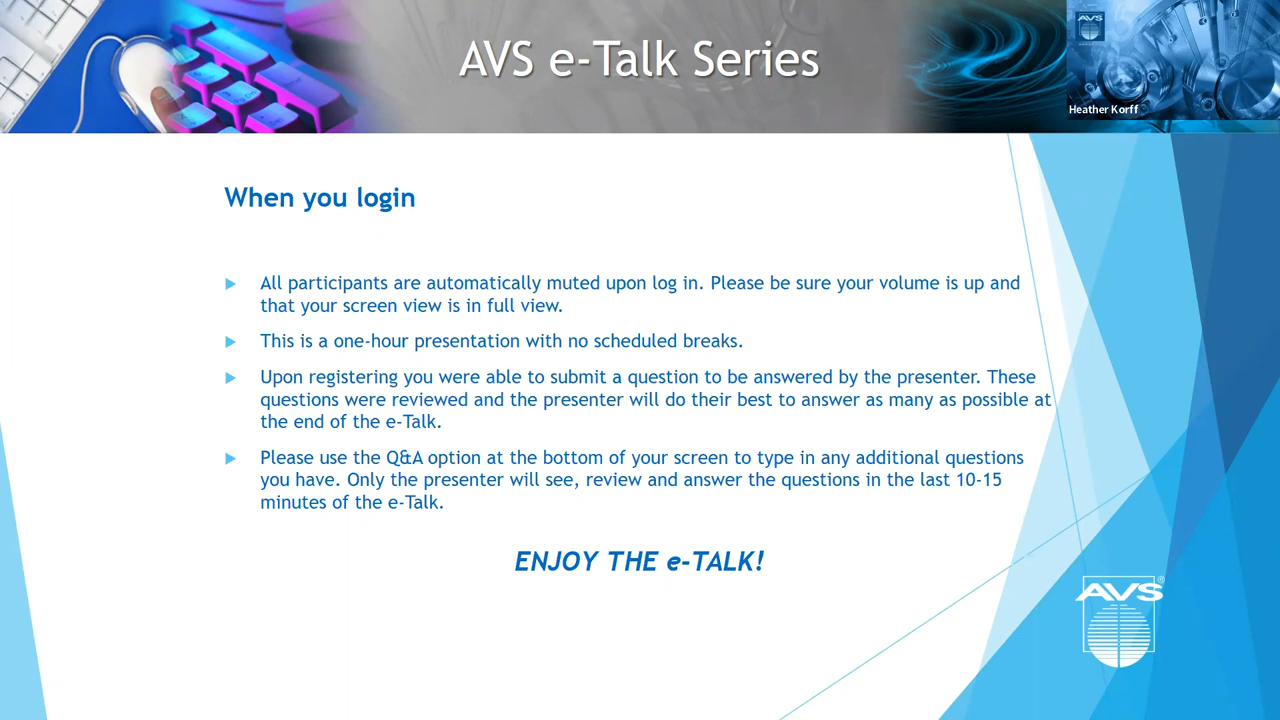 AVS e-Talk Series
AVS
Heather Korff
When you login
All participants are automatically muted upon log in. Please be sure your volume is up and
that your screen view is in full view.
This is a one-hour presentation with no scheduled breaks.
Upon registering you were able to submit a question to be answered by the presenter. These
questions were reviewed and the presenter will do their best to answer as many as possible at
the end of the e-Talk.
Please use the Q&A option at the bottom of your screen to type in any additional questions
you have. Only the presenter will see, review and answer the questions in the last 10-15
minutes of the e-Talk.
ENJOY THE e-TALK!
AVS®